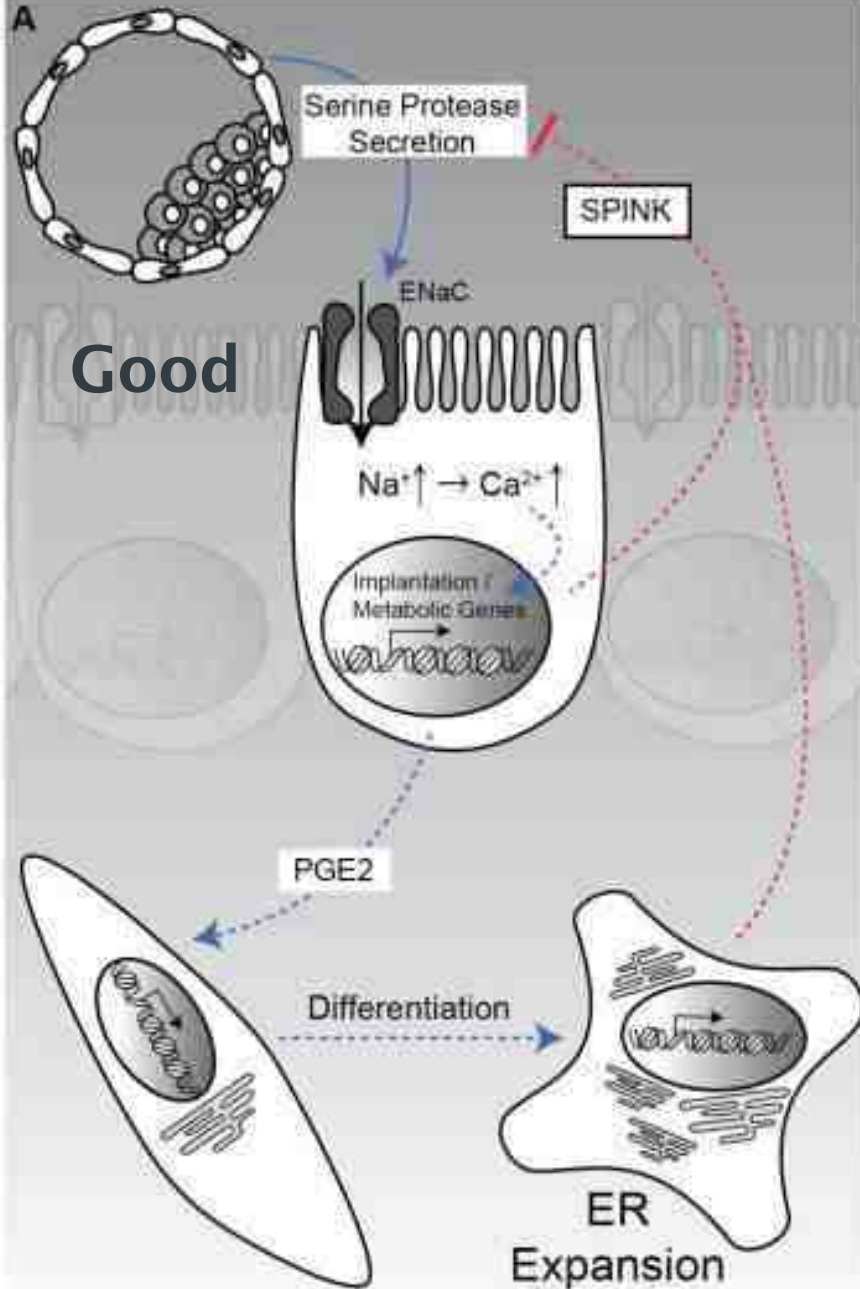 A
Serine Protease
Secretion
SPINK
ENaC
Good
Na⁺↑ → Ca²⁺↑
Implantation /
Metabolic Genes
PGE2
Differentiation
ER
Expansion